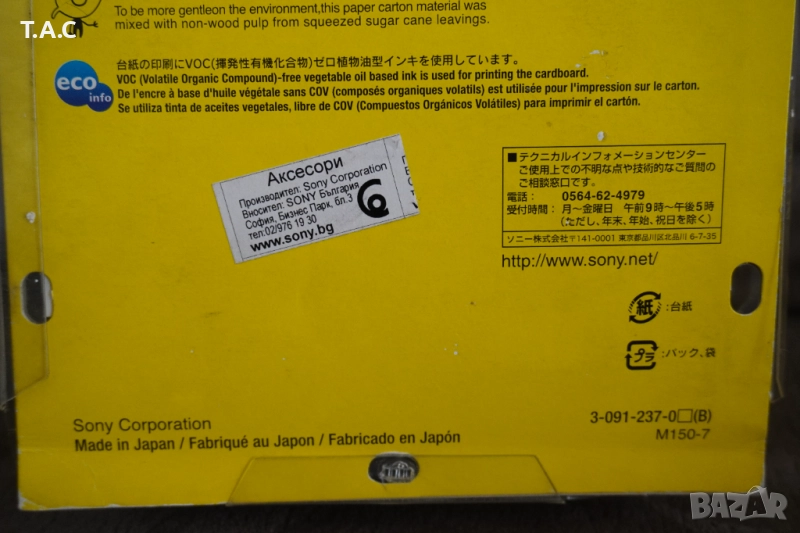 To be more gentleon the environment,this paper carton material was
mixed with non-wood pulp from squeezed sugar cane leavings.
T.A.C
台紙の印刷にVOC(揮発性有機化合物)ゼロ植物油型インキを使用しています。
VOC (Volatile Organic Compound)-free vegetable oil based ink is used for printing the cardboard.
De l'encre à base d'huile végétale sans COV (composés organiques volatils) est utilisée pour l'impression sur le carton.
Se utiliza tinta de aceites vegetales, libre de COV (Compuestos Orgánicos Volátiles) para imprimir el cartón.
eco
info
Аксесори
Производител: Sony Corporation
Вносител: SONY България
София, Бизнес Парк, бл.3
тел:02/976 19 30
www.sony.bg
■テクニカルインフォメーションセンター
ご使用上での不明な点や技術的なご質問の
ご相談窓口です。
電話： 0564-62-4979
受付時間： 月～金曜日 午前9時～午後5時
（ただし、年末、年始、祝日を除く）
ソニー株式会社〒141-0001 東京都品川区北品川 6-7-35
http://www.sony.net/
紙 :台紙
プラ :パック、袋
Sony Corporation
Made in Japan / Fabriqué au Japon / Fabricado en Japón
3-091-237-0□(B)
M150-7
BAZAR